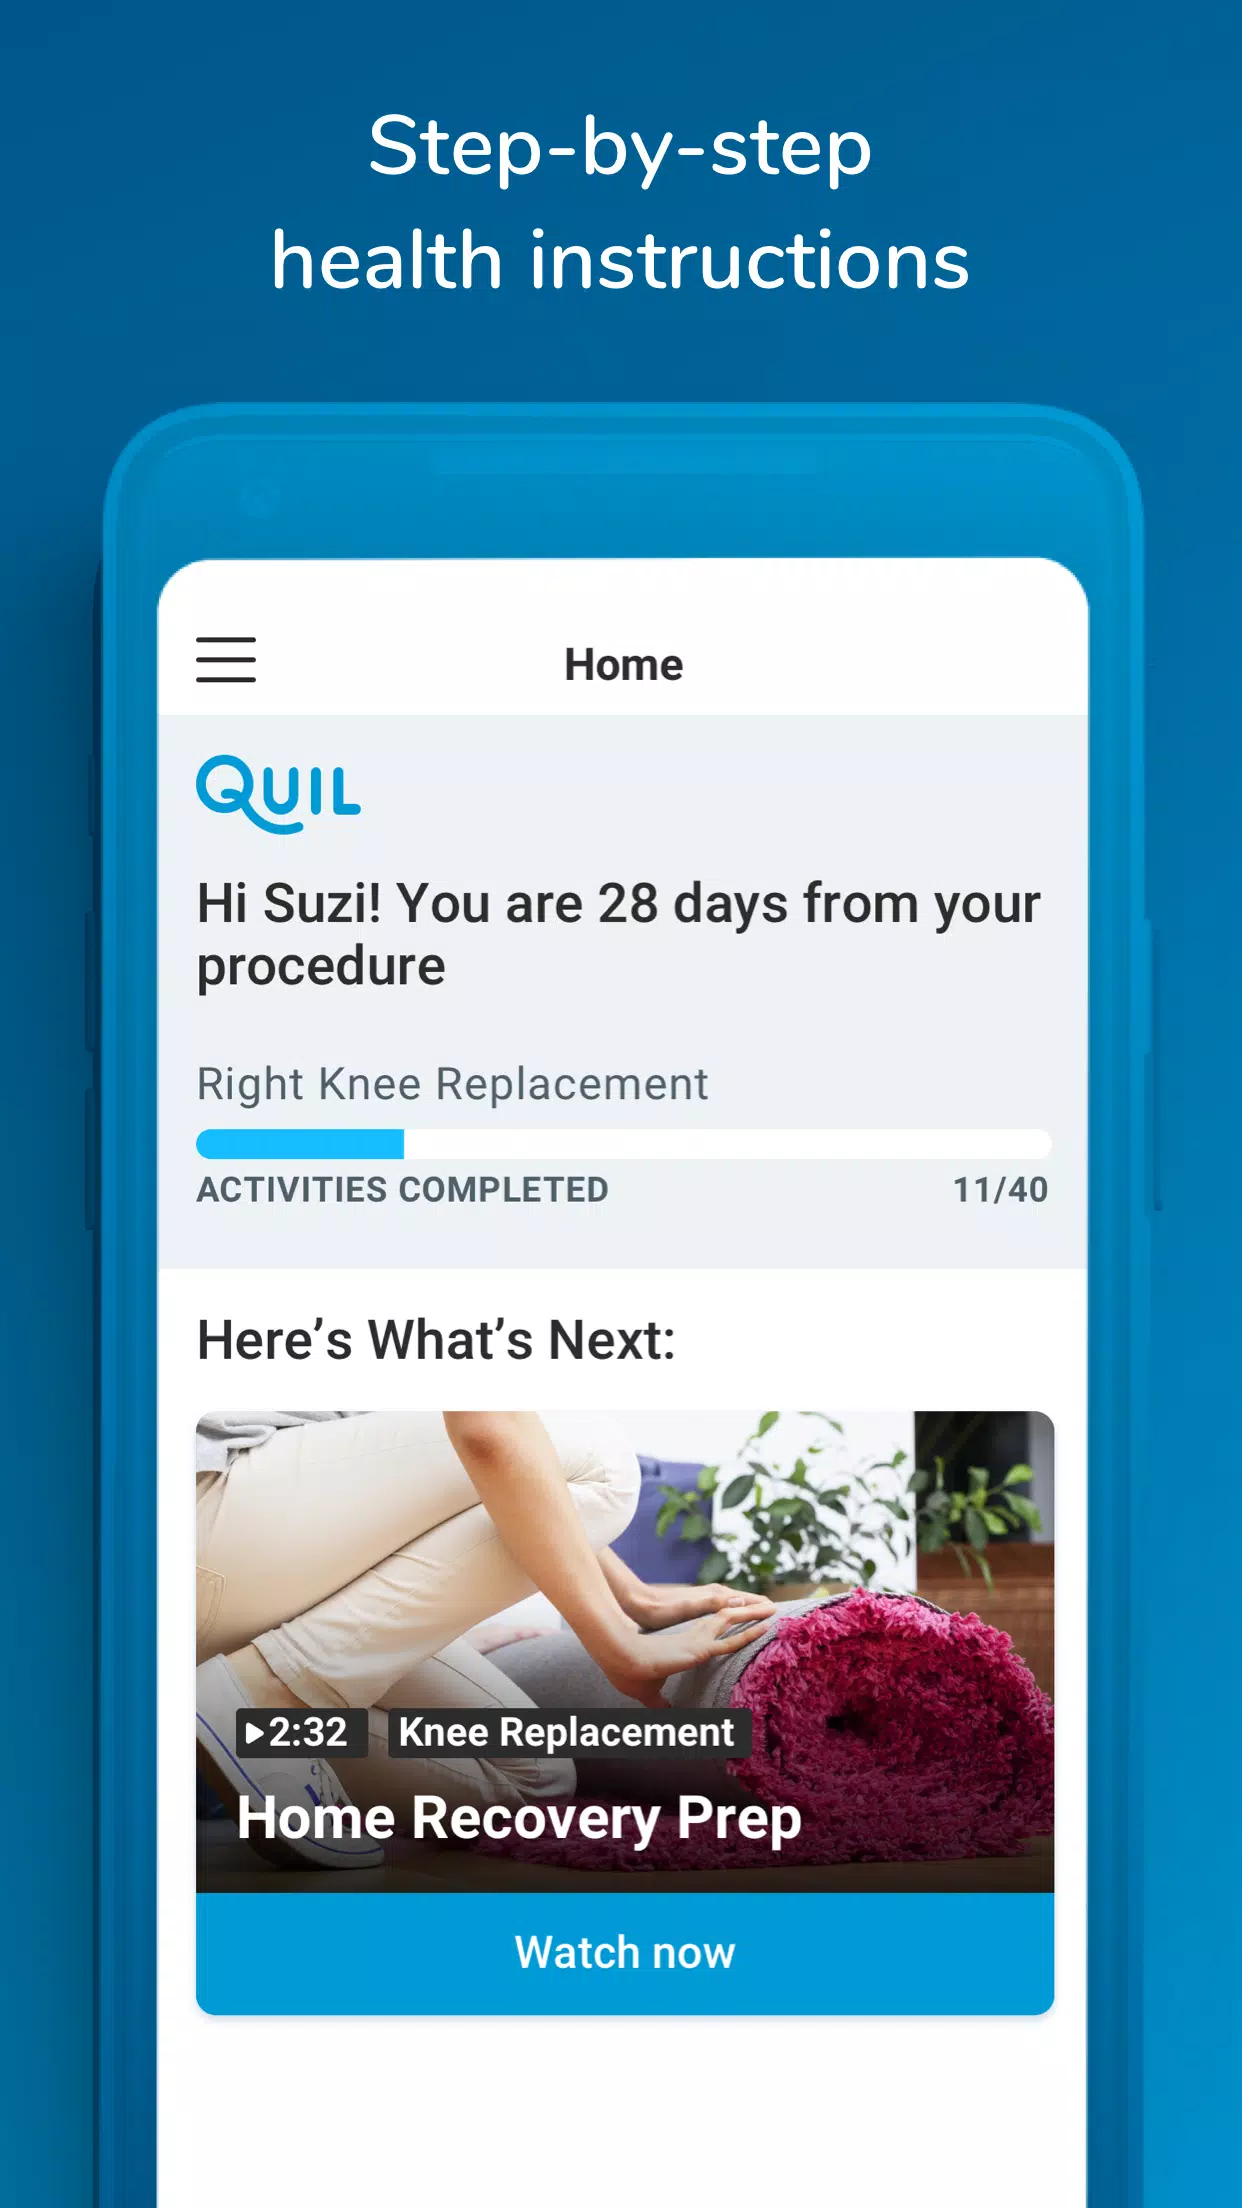 Step-by-step
health instructions
Home
QUIL
Hi Suzi! You are 28 days from your
procedure
Right Knee Replacement
ACTIVITIES COMPLETED 11/40
Here’s What’s Next:
2:32 Knee Replacement
Home Recovery Prep
Watch now